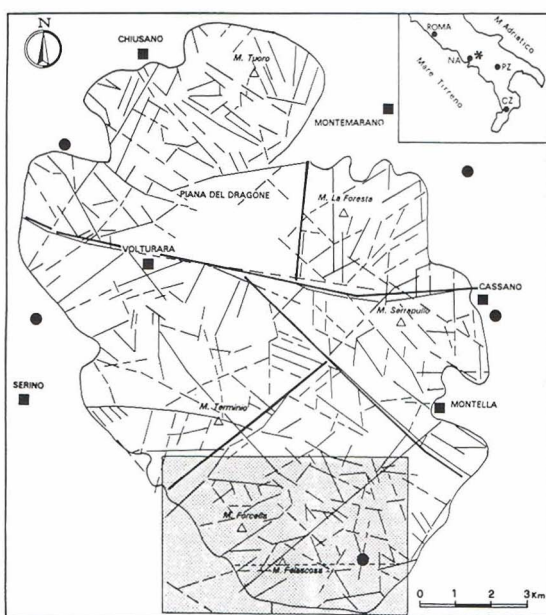 N
CHIUSANO
M. Tuoro
ROMA
M. Adriatico
NA
*
PZ
Mare Tirreno
CZ
MONTEMARANO
PIANA DEL DRAGONE
M. La Foresta
VOLTURARA
CASSANO
M. Serrapullo
SERINO
M. Terminio
MONTELLA
M. Forcella
M. Felascosa
0 1 2 3 Km